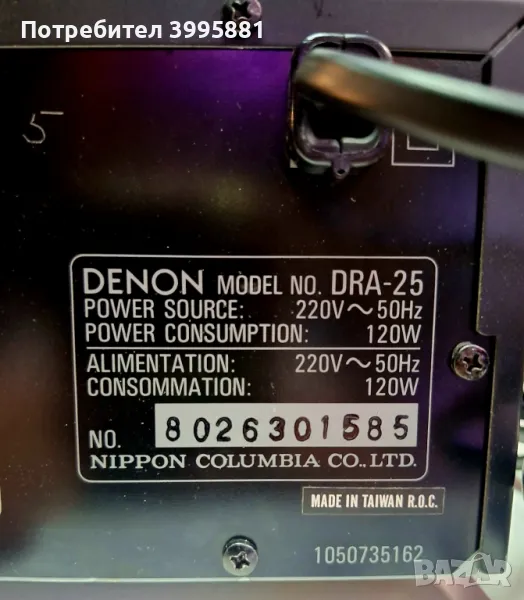 Потребител 3995881
5
DENON MODEL NO. DRA-25
POWER SOURCE: 220V~50Hz
POWER CONSUMPTION: 120W
ALIMENTATION: 220V~50Hz
CONSOMMATION: 120W
NO. 8026301585
NIPPON COLUMBIA CO., LTD.
MADE IN TAIWAN R.O.C.
1050735162
BAZAR